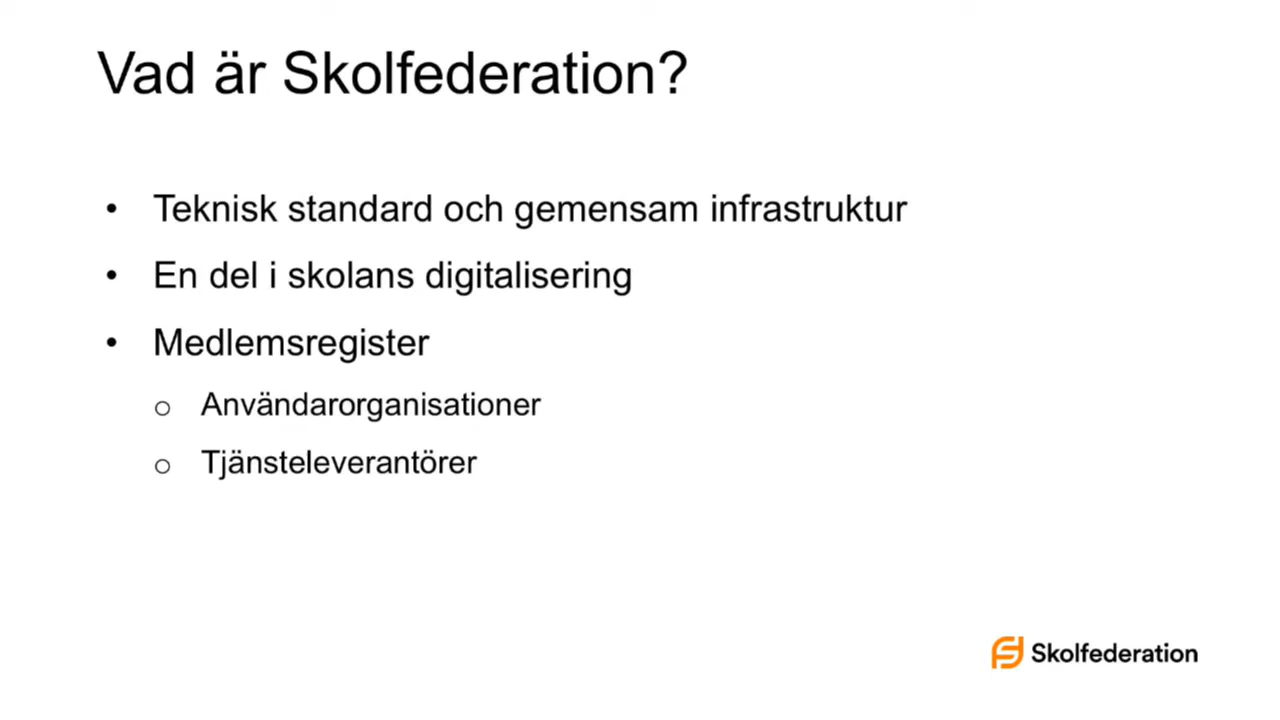 Vad är Skolfederation?
• Teknisk standard och gemensam infrastruktur
• En del i skolans digitalisering
• Medlemsregister
o Användarorganisationer
o Tjänsteleverantörer
Skolfederation